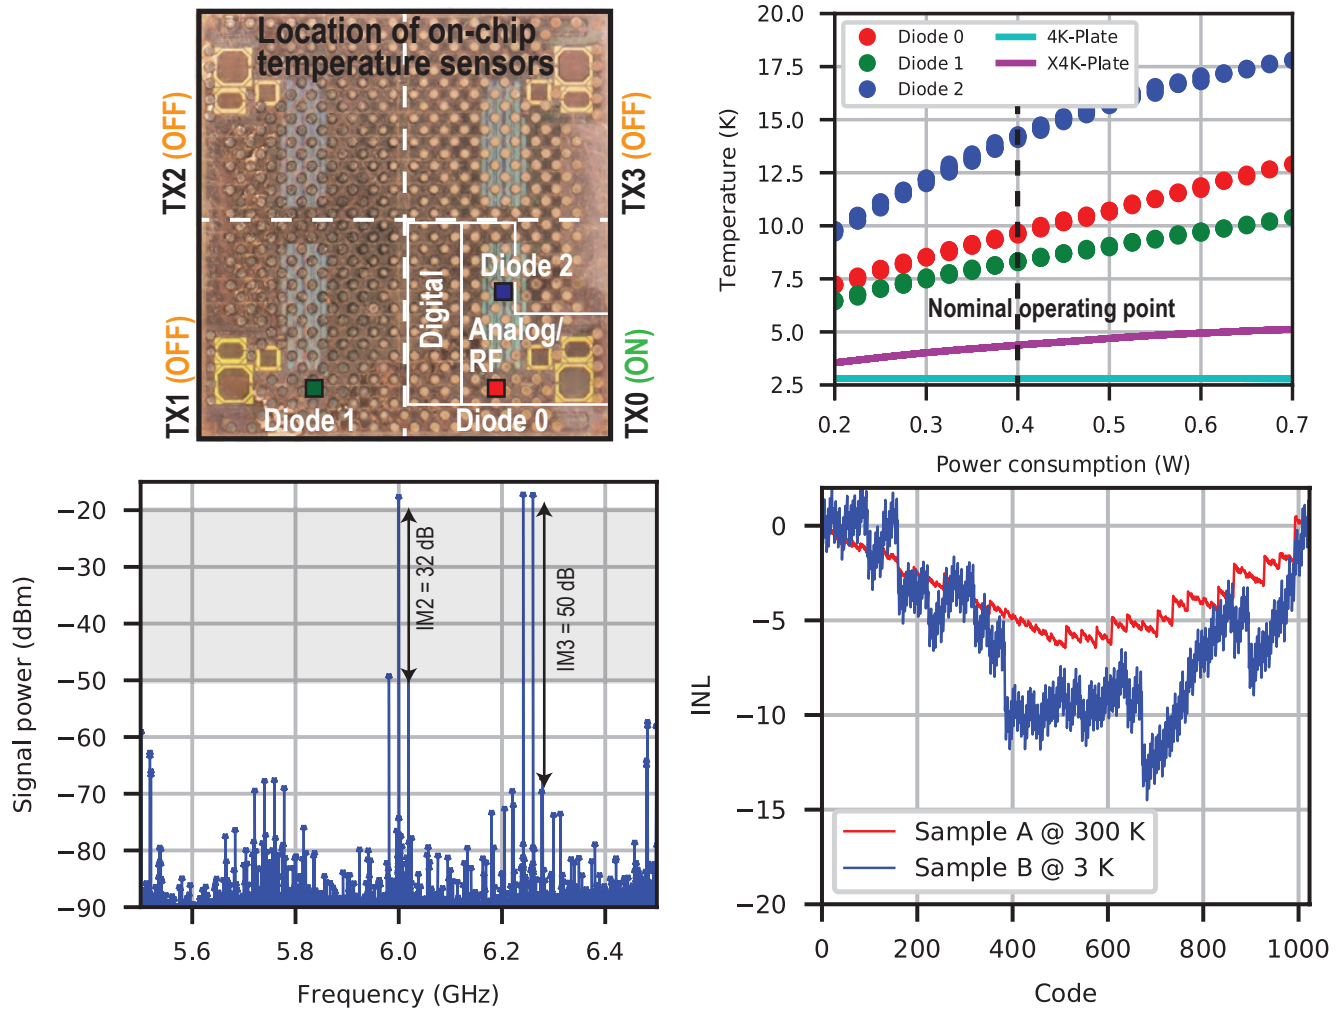 Location of on-chip
temperature sensors
TX2 (OFF)
TX3 (OFF)
TX1 (OFF)
TX0 (ON)
Digital
Diode 2
Analog/
RF
Diode 1
Diode 0
Temperature (K)
20.0
17.5
15.0
12.5
10.0
7.5
5.0
2.5
Diode 0
Diode 1
Diode 2
4K-Plate
X4K-Plate
Nominal operating point
0.2 0.3 0.4 0.5 0.6 0.7
Power consumption (W)
Signal power (dBm)
−20
−30
−40
−50
−60
−70
−80
−90
IM2 = 32 dB
IM3 = 50 dB
5.6 5.8 6.0 6.2 6.4
Frequency (GHz)
INL
0
−5
−10
−15
−20
Sample A @ 300 K
Sample B @ 3 K
0 200 400 600 800 1000
Code